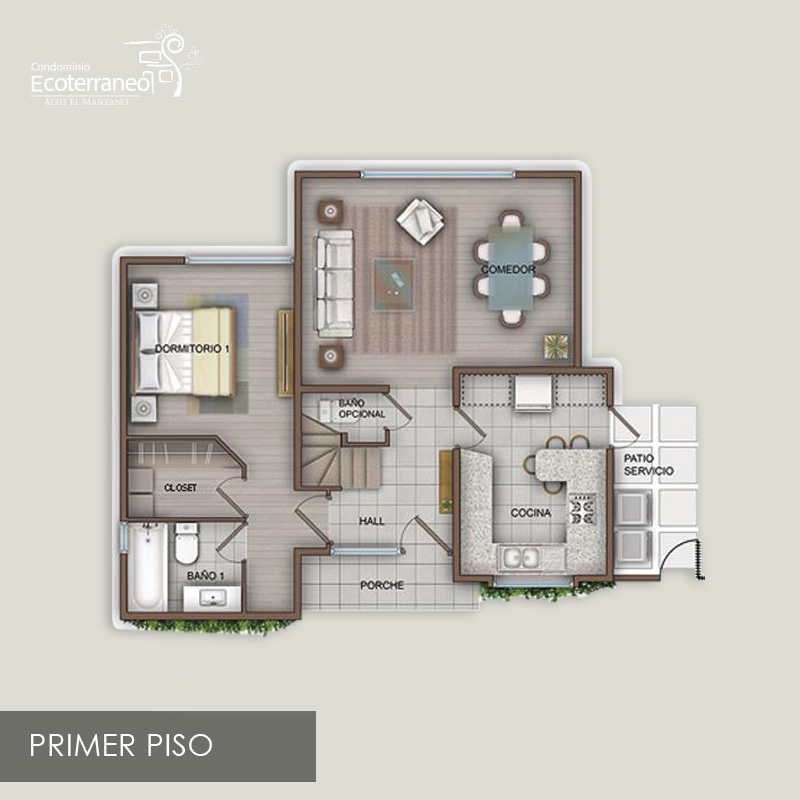 Condominio
Ecoterraneo
ALTO EL MANZANO
COMEDOR
DORMITORIO 1
BAÑO
OPCIONAL
PATIO
SERVICIO
CLOSET
COCINA
HALL
BAÑO 1
PORCHE
PRIMER PISO